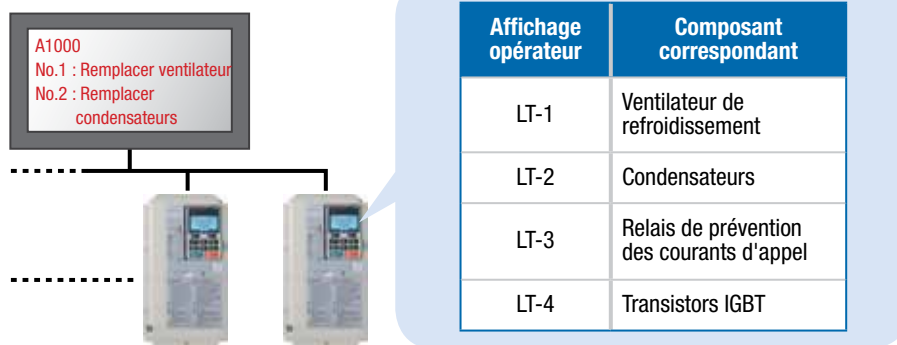 A1000
No.1 : Remplacer ventilateur
No.2 : Remplacer
condensateurs
Affichage
opérateur
Composant
correspondant
LT-1
Ventilateur de
refroidissement
LT-2
Condensateurs
LT-3
Relais de prévention
des courants d'appel
LT-4
Transistors IGBT